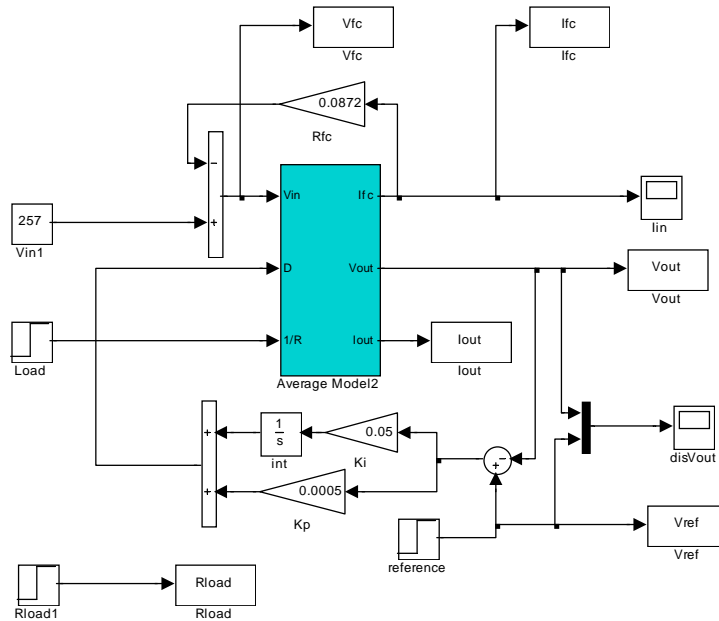 Vfc
Vfc
Ifc
Ifc
0.0872
Rfc
−
+
257
Vin1
Vin
Ifc
D
Vout
1/R
Iout
Average Model2
Iin
Vout
Vout
Iout
Iout
Load
+
1
s
int
0.05
Ki
+
0.0005
Kp
−
+
disVout
reference
Vref
Vref
Rload1
Rload
Rload